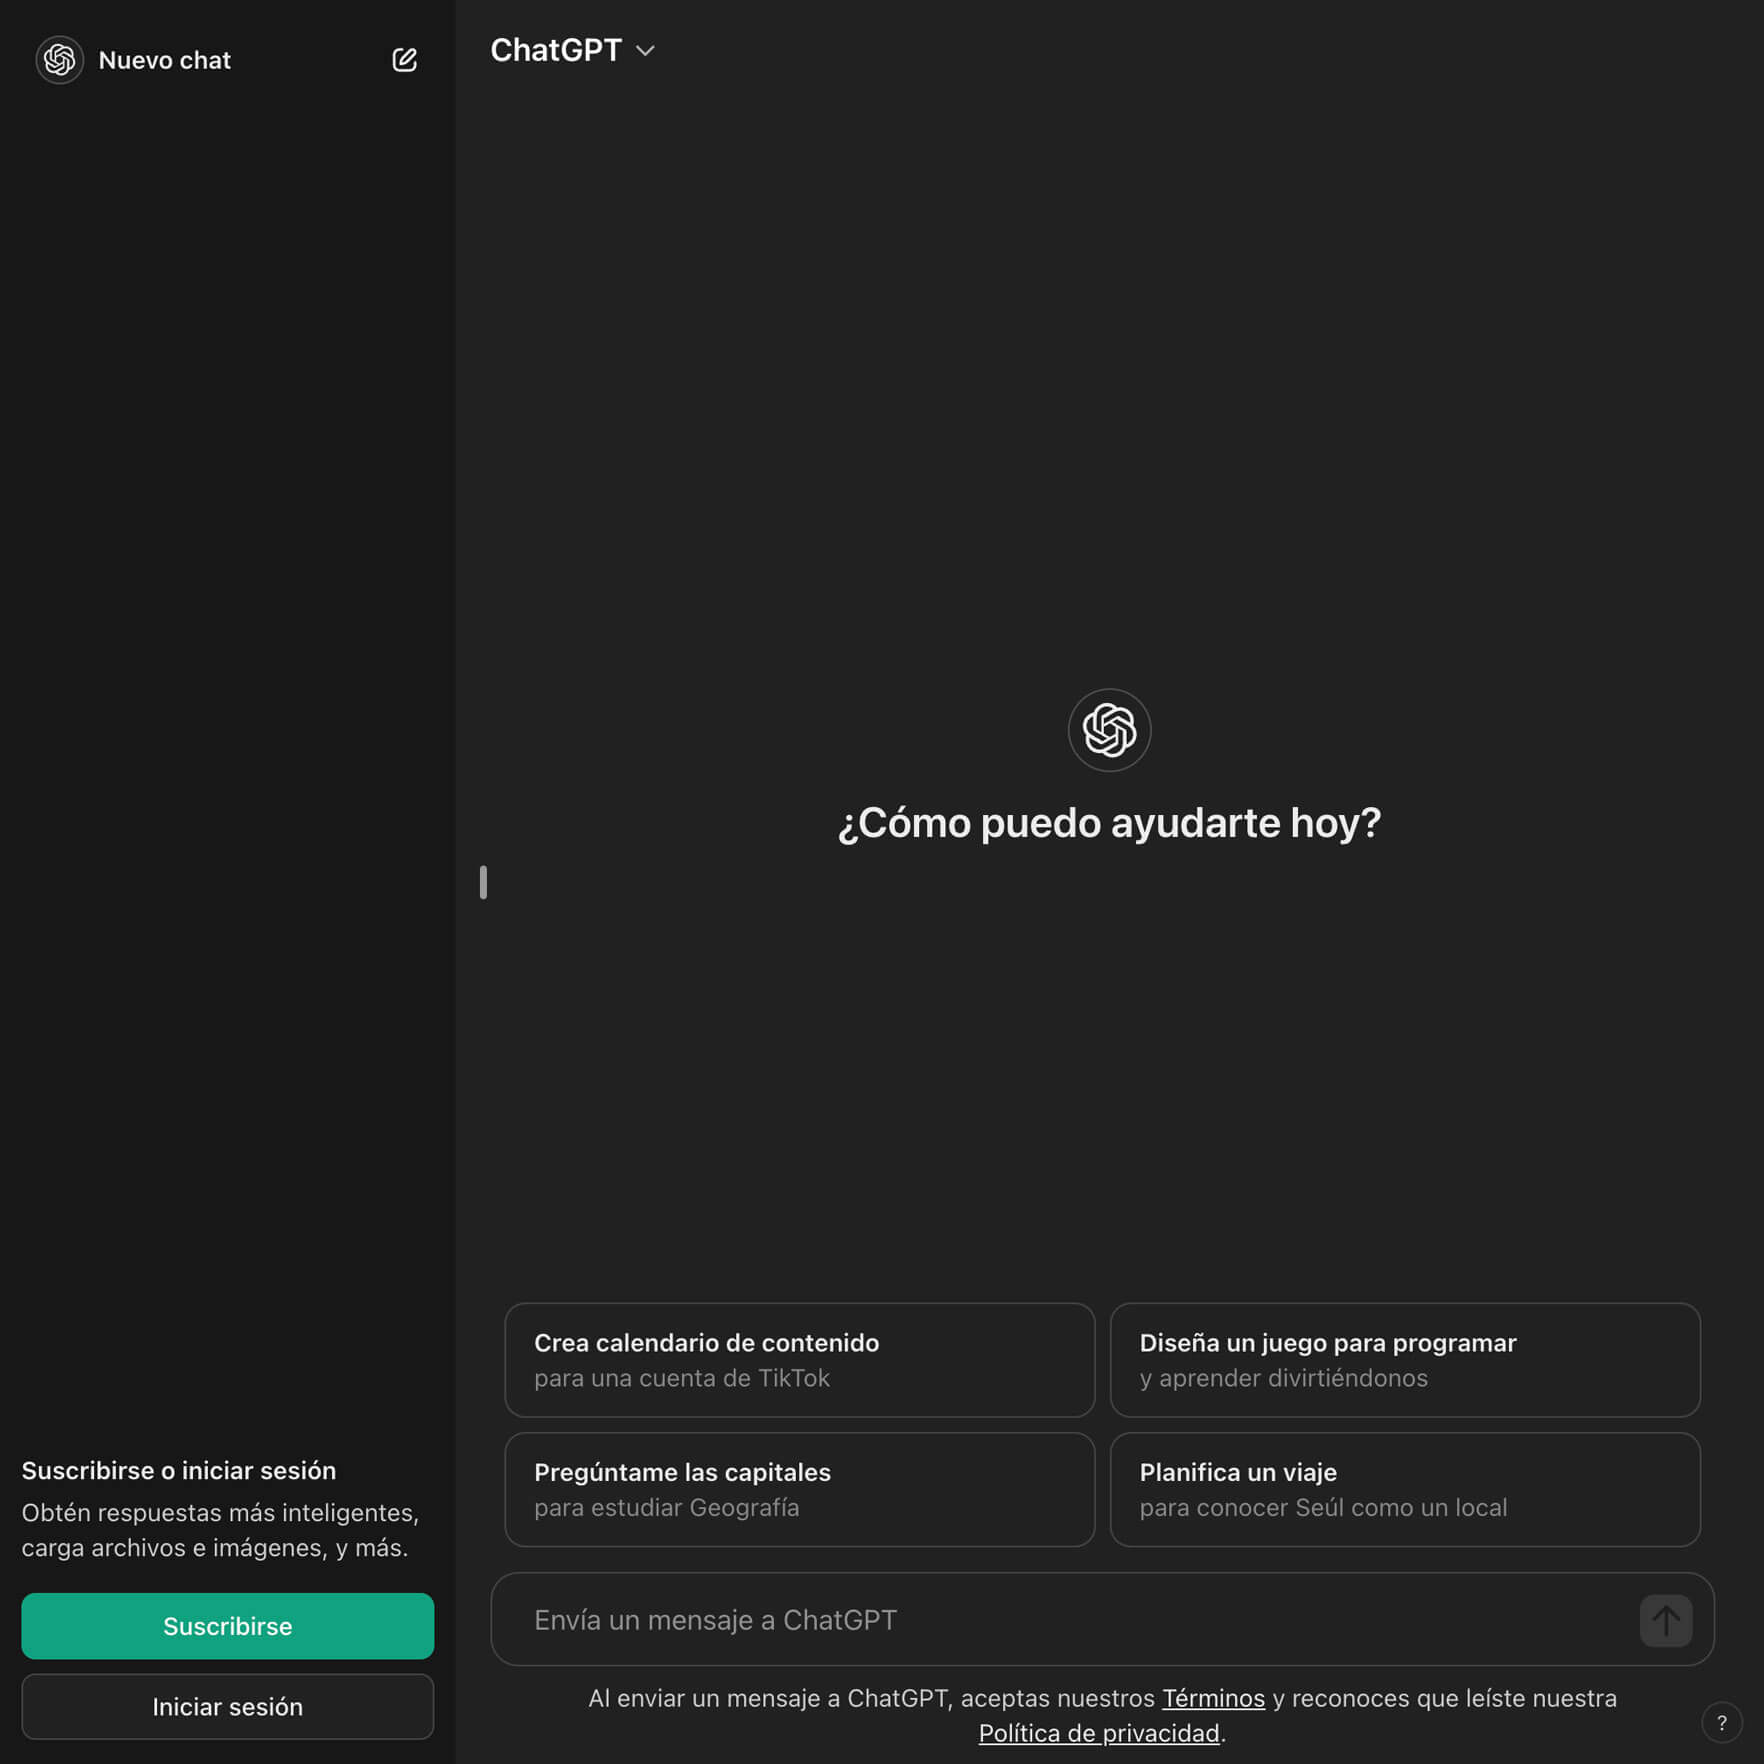 Nuevo chat
ChatGPT
¿Cómo puedo ayudarte hoy?
Crea calendario de contenido
para una cuenta de TikTok
Diseña un juego para programar
y aprender divirtiéndonos
Pregúntame las capitales
para estudiar Geografía
Planifica un viaje
para conocer Seúl como un local
Suscribirse o iniciar sesión
Obtén respuestas más inteligentes,
carga archivos e imágenes, y más.
Suscribirse
Iniciar sesión
Envía un mensaje a ChatGPT
Al enviar un mensaje a ChatGPT, aceptas nuestros Términos y reconoces que leíste nuestra
Política de privacidad.
?